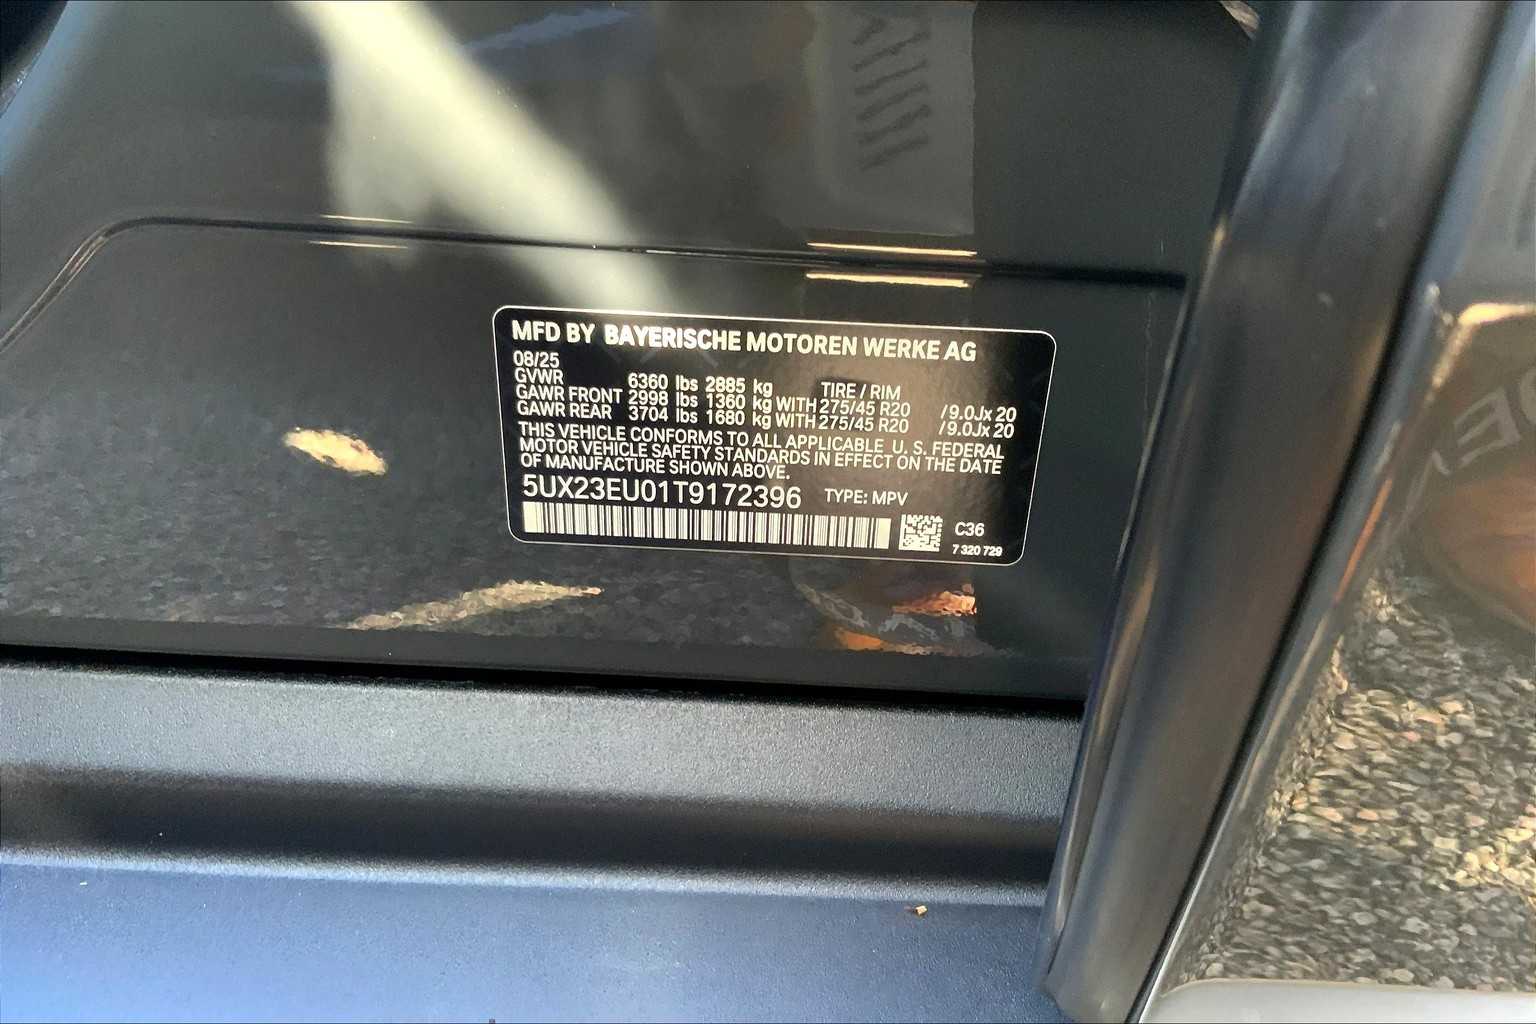 MFD BY BAYERISCHE MOTOREN WERKE AG
08/25
GVWR 6360 lbs 2885 kg TIRE / RIM
GAWR FRONT 2998 lbs 1360 kg WITH 275/45 R20 / 9.0Jx 20
GAWR REAR 3704 lbs 1680 kg WITH 275/45 R20 / 9.0Jx 20
THIS VEHICLE CONFORMS TO ALL APPLICABLE U. S. FEDERAL
MOTOR VEHICLE SAFETY STANDARDS IN EFFECT ON THE DATE
OF MANUFACTURE SHOWN ABOVE.
5UX23EU01T9172396 TYPE: MPV
C36
7 320 729